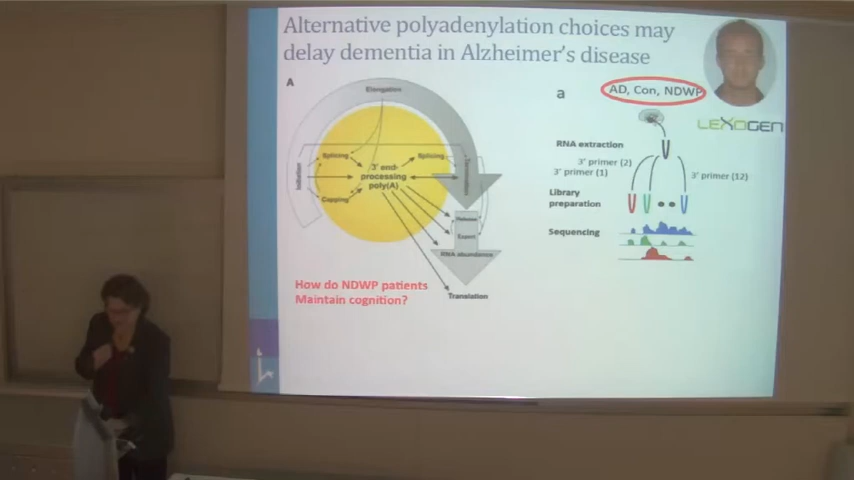 Alternative polyadenylation choices may
delay dementia in Alzheimer's disease
A
Elongation
Initiation
Splicing
Splicing
3' end-
processing
poly(A)
Capping
Release
Export
RNA abundance
Translation
How do NDWP patients
Maintain cognition?
a
AD, Con, NDWP
LEXOGEN
RNA extraction
3' primer (2)
3' primer (1)
3' primer (12)
Library
preparation
Sequencing